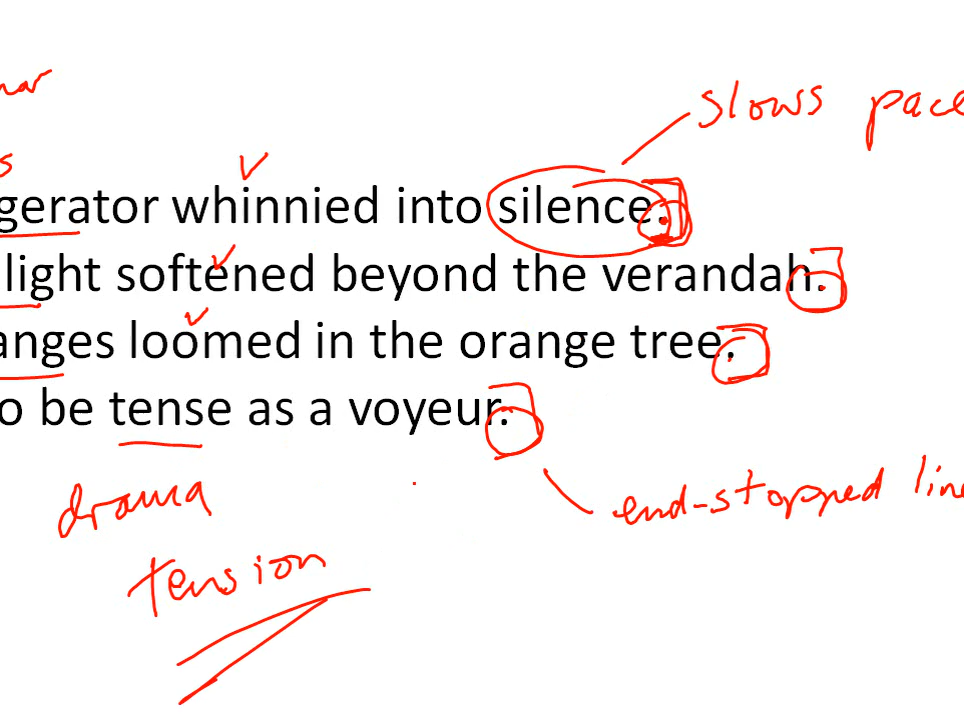 slows pace
gerator whinnied into silence.
light softened beyond the verandah.
anges loomed in the orange tree.
o be tense as a voyeur.
drama
end-stopped line
tension